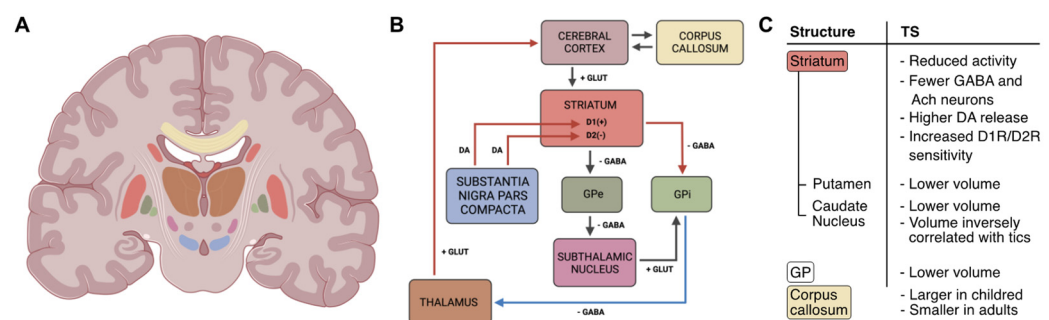 A
B
CEREBRAL
CORTEX
CORPUS
CALLOSUM
+ GLUT
STRIATUM
D1(+)
D2(-)
DA
DA
- GABA
- GABA
SUBSTANTIA
NIGRA PARS
COMPACTA
GPe
GPi
- GABA
SUBTHALAMIC
NUCLEUS
+ GLUT
+ GLUT
THALAMUS
- GABA
C
Structure TS
Striatum - Reduced activity
- Fewer GABA and
Ach neurons
- Higher DA release
- Increased D1R/D2R
sensitivity
Putamen - Lower volume
Caudate - Lower volume
Nucleus - Volume inversely
correlated with tics
GP - Lower volume
Corpus - Larger in childred
callosum - Smaller in adults